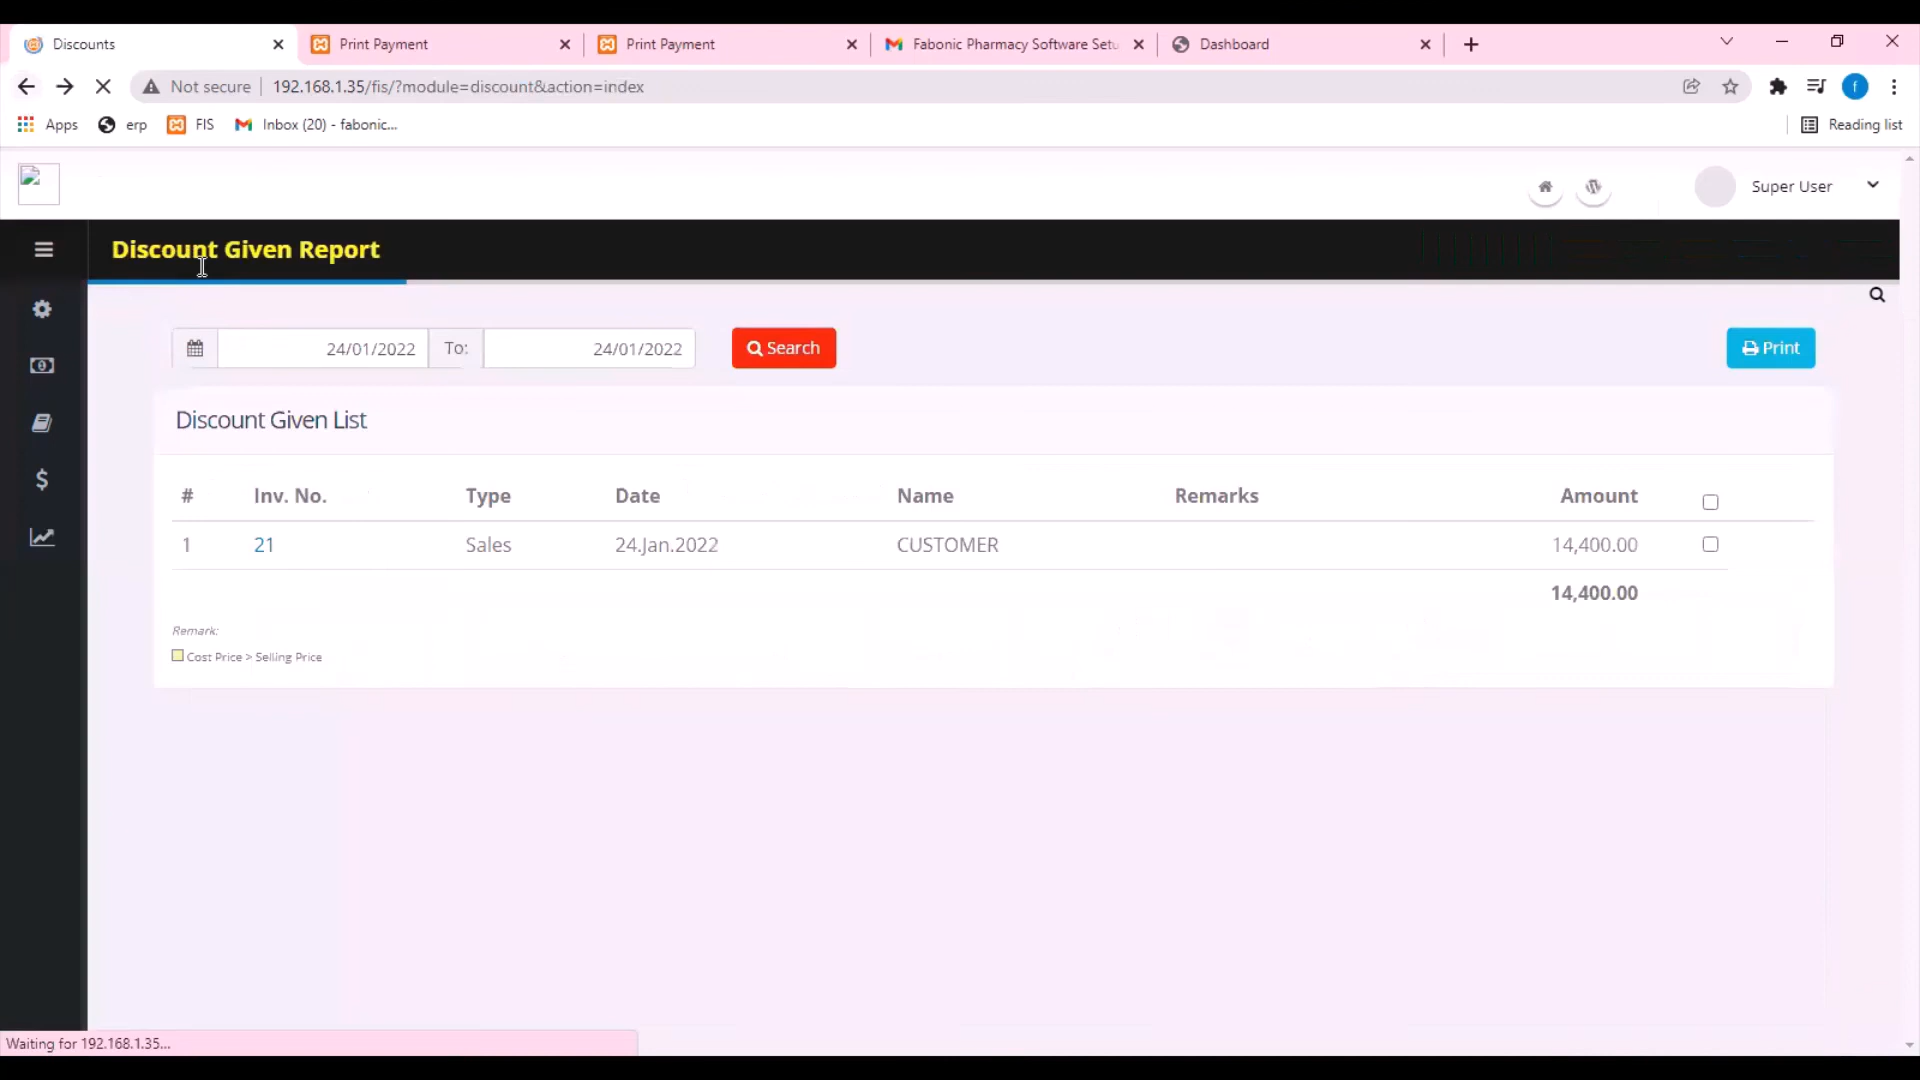 Discounts
Print Payment
Print Payment
Fabonic Pharmacy Software Setu
Dashboard
Not secure
192.168.1.35/fis/?module=discount&action=index
f
Apps
erp
FIS
Inbox (20) - fabonic...
Reading list
Super User
Discount Given Report
24/01/2022 To: 24/01/2022
Search
Print
Discount Given List
# Inv. No. Type Date Name Remarks Amount
1 21 Sales 24.Jan.2022 CUSTOMER 14,400.00
14,400.00
Remark:
Cost Price > Selling Price
Waiting for 192.168.1.35...